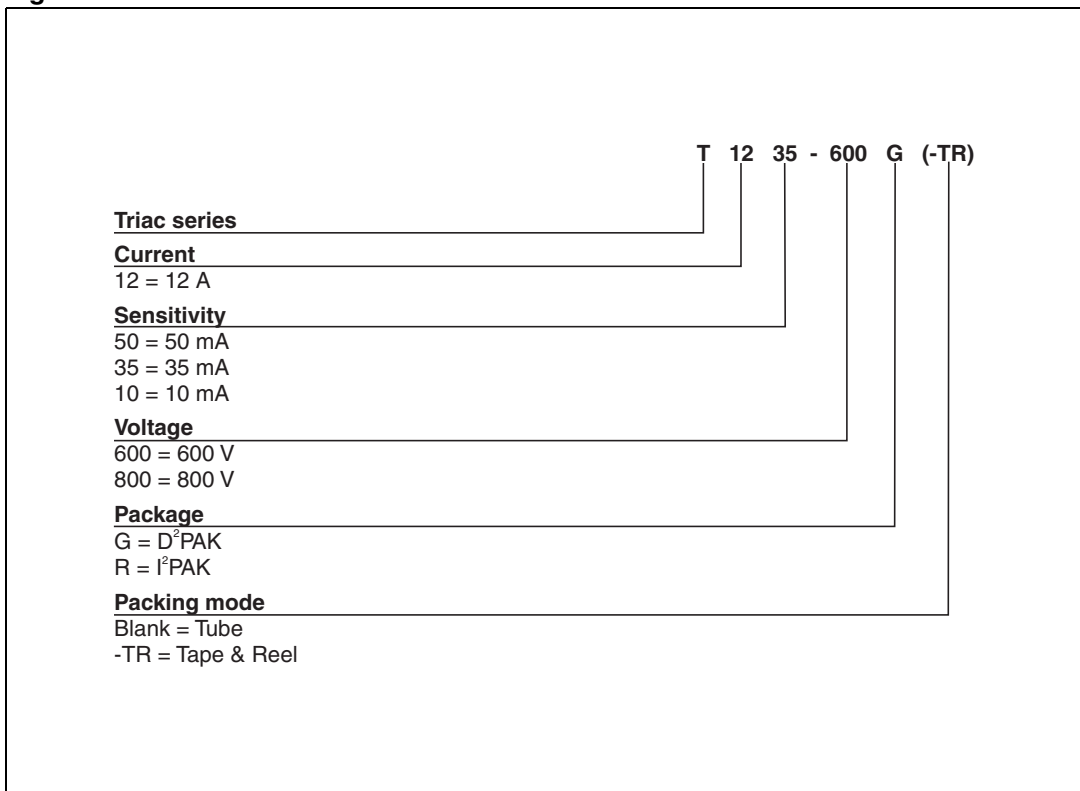 T 12 35 - 600 G (-TR)
Triac series
Current
12 = 12 A
Sensitivity
50 = 50 mA
35 = 35 mA
10 = 10 mA
Voltage
600 = 600 V
800 = 800 V
Package
G = D²PAK
R = I²PAK
Packing mode
Blank = Tube
-TR = Tape & Reel